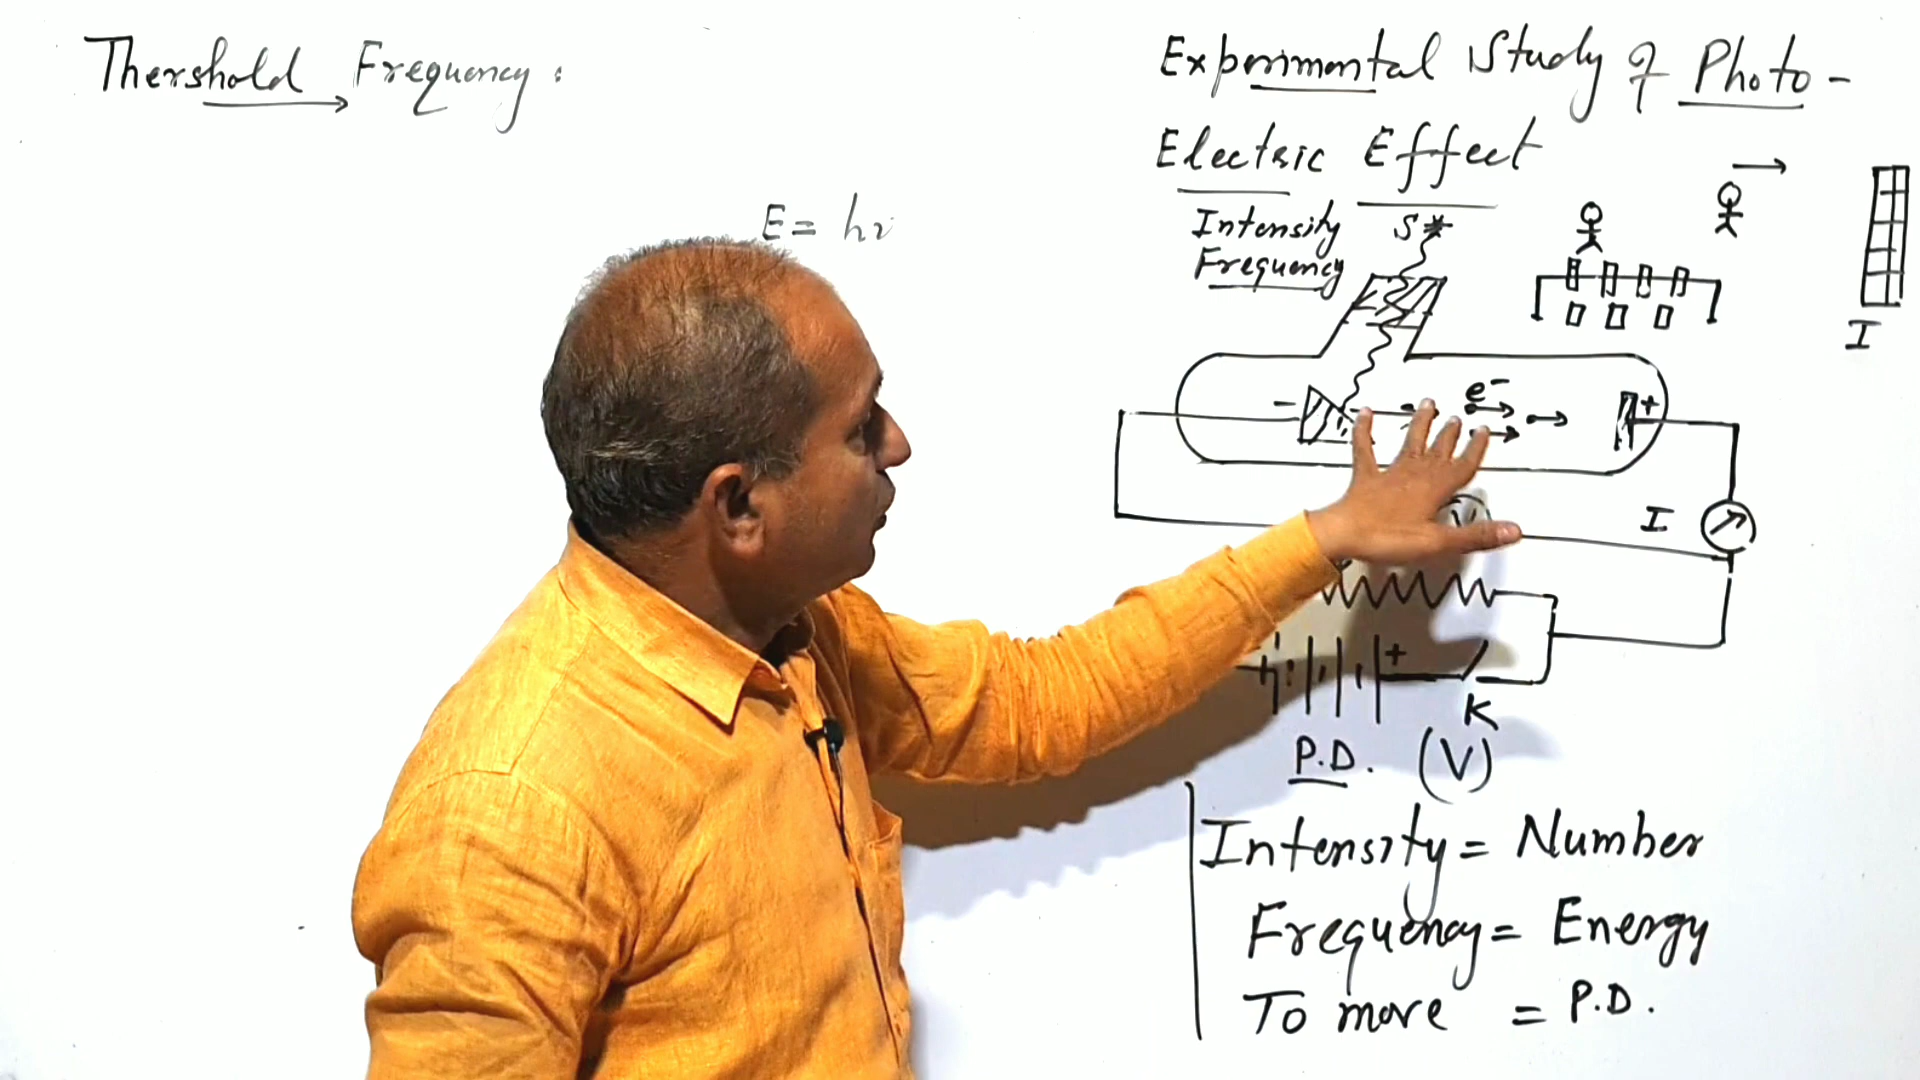 Thershold Frequency :
E = hν
Experimental Study of Photo -
Electric Effect
Intensity
Frequency
S*
I
- e⁻ +
V
I
+
K
P.D. (V)
Intensity = Number
Frequency = Energy
To move = P.D.